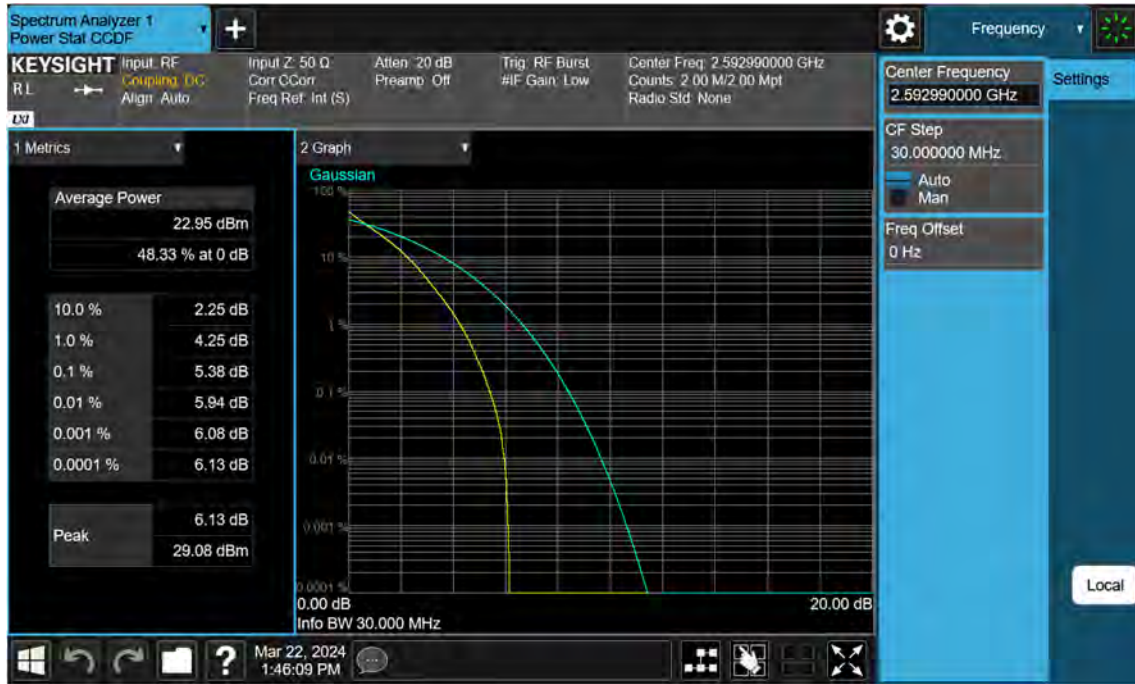 Spectrum Analyzer 1
Power Stat CCDF
Frequency
KEYSIGHT
RL
LXI
Input: RF
Coupling: DC
Align: Auto
Input Z: 50 Ω
Corr CCorr
Freq Ref: Int (S)
Atten: 20 dB
Preamp: Off
Trig: RF Burst
#IF Gain: Low
Center Freq: 2.592990000 GHz
Counts: 2.00 M/2.00 Mpt
Radio Std: None
Center Frequency
2.592990000 GHz
Settings
CF Step
30.000000 MHz
Auto
Man
Freq Offset
0 Hz
1 Metrics
Average Power
22.95 dBm
48.33 % at 0 dB
10.0 % 2.25 dB
1.0 % 4.25 dB
0.1 % 5.38 dB
0.01 % 5.94 dB
0.001 % 6.08 dB
0.0001 % 6.13 dB
Peak
6.13 dB
29.08 dBm
2 Graph
Gaussian
100 %
10 %
1 %
0.1 %
0.01 %
0.001 %
0.0001 %
0.00 dB 20.00 dB
Info BW 30.000 MHz
Local
?
Mar 22, 2024
1:46:09 PM